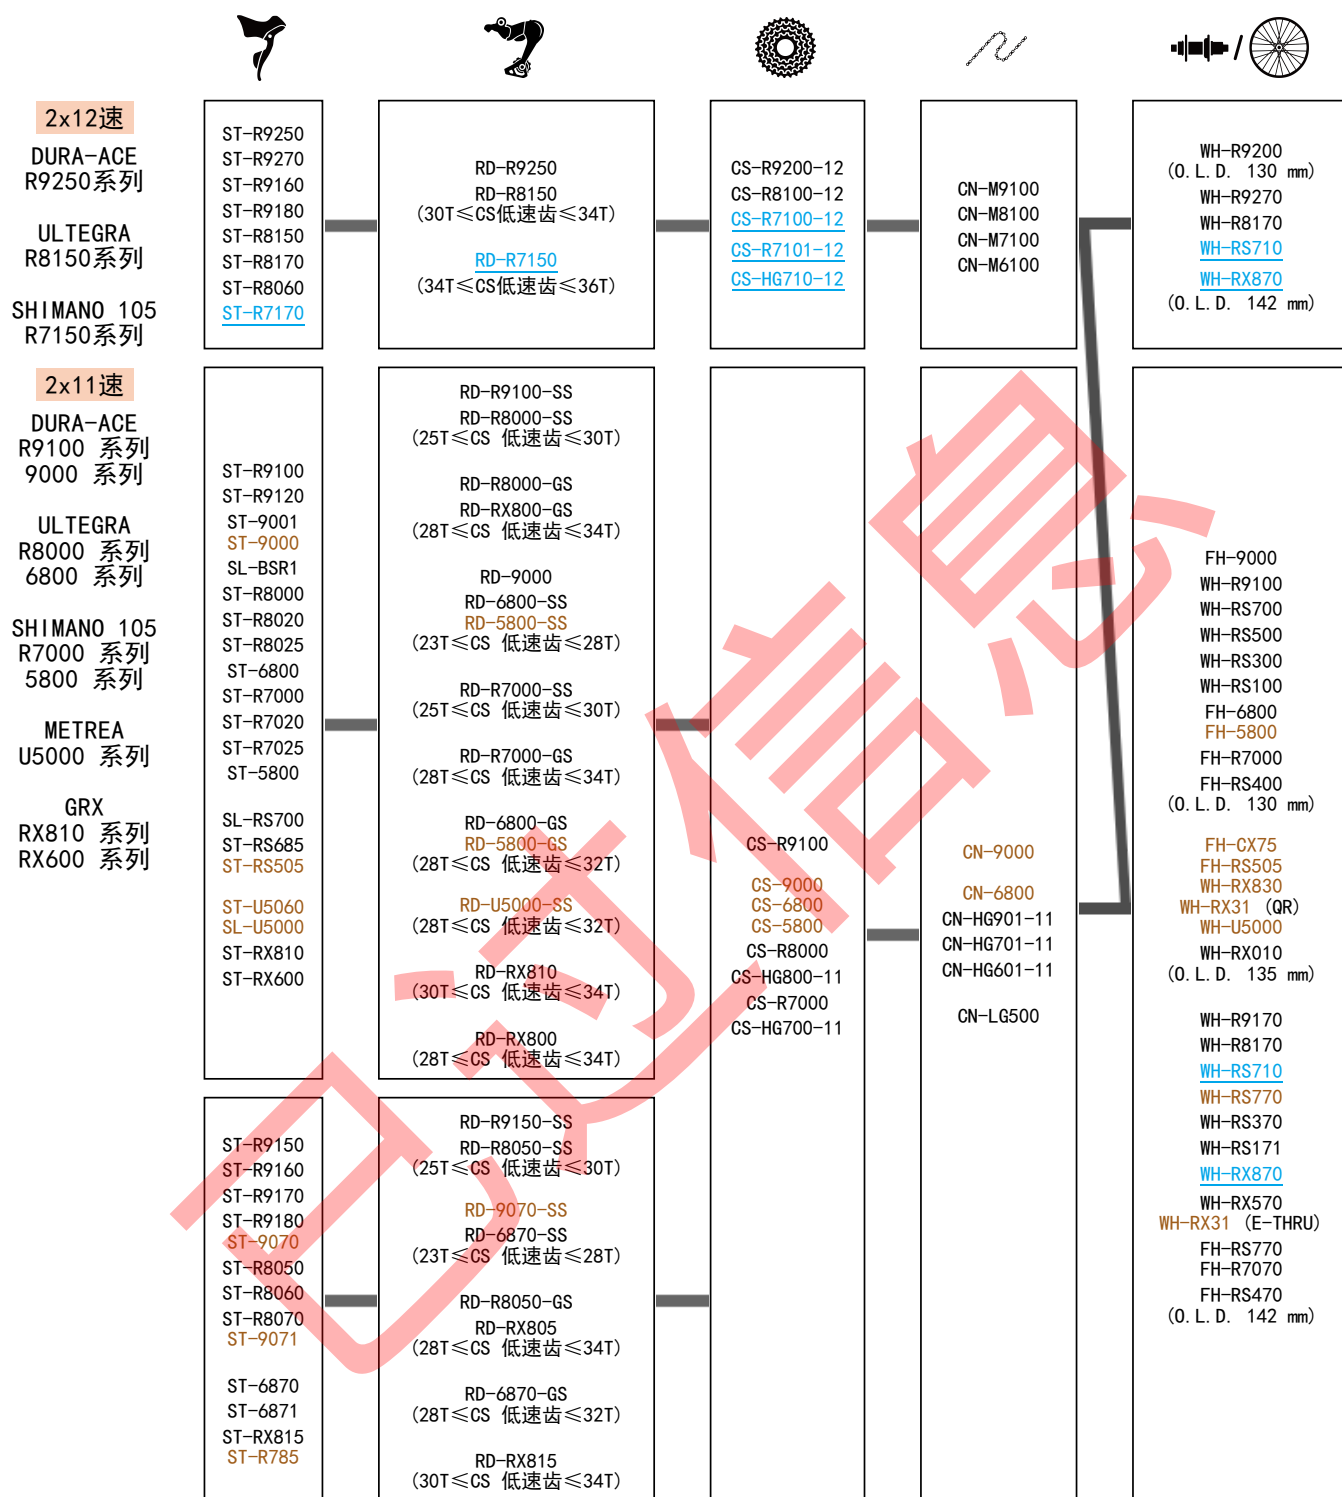 2x12速
DURA-ACE
R9250系列
ULTEGRA
R8150系列
SHIMANO 105
R7150系列
ST-R9250
ST-R9270
ST-R9160
ST-R9180
ST-R8150
ST-R8170
ST-R8060
ST-R7170
RD-R9250
RD-R8150
(30T≤CS低速齿≤34T)
RD-R7150
(34T≤CS低速齿≤36T)
CS-R9200-12
CS-R8100-12
CS-R7100-12
CS-R7101-12
CS-HG710-12
CN-M9100
CN-M8100
CN-M7100
CN-M6100
WH-R9200
(O.L.D. 130 mm)
WH-R9270
WH-R8170
WH-RS710
WH-RX870
(O.L.D. 142 mm)
2x11速
DURA-ACE
R9100 系列
9000 系列
ULTEGRA
R8000 系列
6800 系列
SHIMANO 105
R7000 系列
5800 系列
METREA
U5000 系列
GRX
RX810 系列
RX600 系列
ST-R9100
ST-R9120
ST-9001
ST-9000
SL-BSR1
ST-R8000
ST-R8020
ST-R8025
ST-6800
ST-R7000
ST-R7020
ST-R7025
ST-5800
SL-RS700
ST-RS685
ST-RS505
ST-U5060
SL-U5000
ST-RX810
ST-RX600
RD-R9100-SS
RD-R8000-SS
(25T≤CS 低速齿≤30T)
RD-R8000-GS
RD-RX800-GS
(28T≤CS 低速齿≤34T)
RD-9000
RD-6800-SS
RD-5800-SS
(23T≤CS 低速齿≤28T)
RD-R7000-SS
(25T≤CS 低速齿≤30T)
RD-R7000-GS
(28T≤CS 低速齿≤34T)
RD-6800-GS
RD-5800-GS
(28T≤CS 低速齿≤32T)
RD-U5000-SS
(28T≤CS 低速齿≤32T)
RD-RX810
(30T≤CS 低速齿≤34T)
RD-RX800
(28T≤CS 低速齿≤34T)
ST-R9150
ST-R9160
ST-R9170
ST-R9180
ST-9070
ST-R8050
ST-R8060
ST-R8070
ST-9071
ST-6870
ST-6871
ST-RX815
ST-R785
RD-R9150-SS
RD-R8050-SS
(25T≤CS 低速齿≤30T)
RD-9070-SS
RD-6870-SS
(23T≤CS 低速齿≤28T)
RD-R8050-GS
RD-RX805
(28T≤CS 低速齿≤34T)
RD-6870-GS
(28T≤CS 低速齿≤32T)
RD-RX815
(30T≤CS 低速齿≤34T)
CS-R9100
CS-9000
CS-6800
CS-5800
CS-R8000
CS-HG800-11
CS-R7000
CS-HG700-11
CN-9000
CN-6800
CN-HG901-11
CN-HG701-11
CN-HG601-11
CN-LG500
FH-9000
WH-R9100
WH-RS700
WH-RS500
WH-RS300
WH-RS100
FH-6800
FH-5800
FH-R7000
FH-RS400
(O.L.D. 130 mm)
FH-CX75
FH-RS505
WH-RX830
WH-RX31 (QR)
WH-U5000
WH-RX010
(O.L.D. 135 mm)
WH-R9170
WH-R8170
WH-RS710
WH-RS770
WH-RS370
WH-RS171
WH-RX870
WH-RX570
WH-RX31 (E-THRU)
FH-RS770
FH-R7070
FH-RS470
(O.L.D. 142 mm)
已过信息